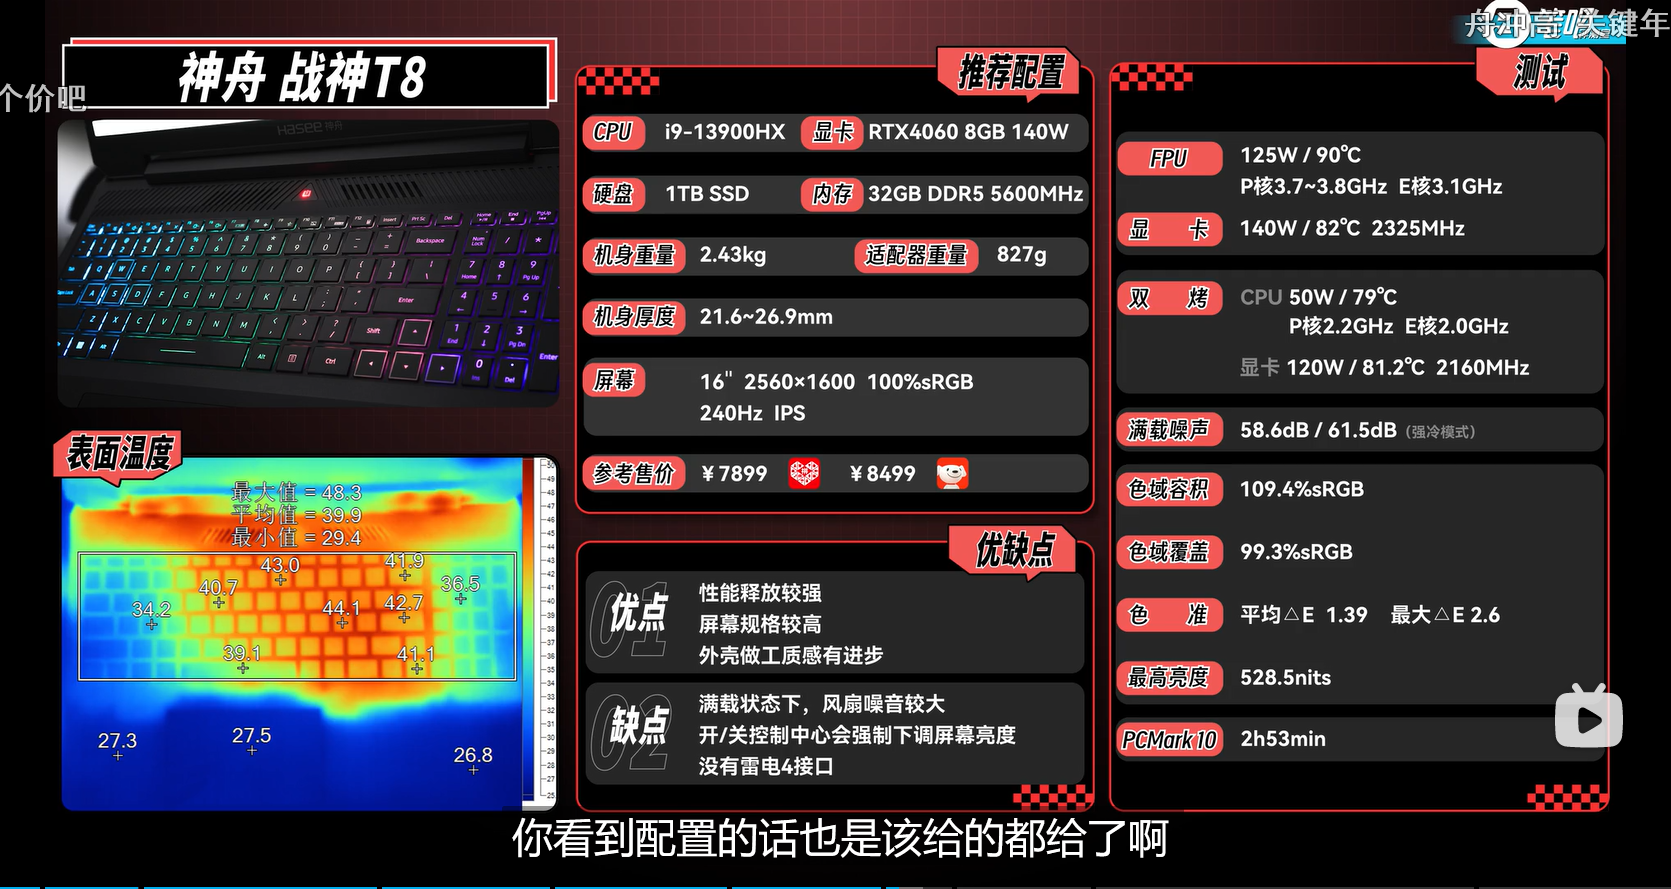 舟冲高 关键年
个价吧
神舟 战神T8
Hasee 神舟
推荐配置
CPU i9-13900HX 显卡 RTX4060 8GB 140W
硬盘 1TB SSD 内存 32GB DDR5 5600MHz
机身重量 2.43kg 适配器重量 827g
机身厚度 21.6~26.9mm
屏幕 16" 2560×1600 100%sRGB
240Hz IPS
参考售价 ¥7899 ¥8499
优缺点
01 优点
性能释放较强
屏幕规格较高
外壳做工质感有进步
02 缺点
满载状态下，风扇噪音较大
开/关控制中心会强制下调屏幕亮度
没有雷电4接口
测试
FPU 125W / 90℃
P核3.7~3.8GHz E核3.1GHz
显卡 140W / 82℃ 2325MHz
双烤 CPU 50W / 79℃
P核2.2GHz E核2.0GHz
显卡 120W / 81.2℃ 2160MHz
满载噪声 58.6dB / 61.5dB (强冷模式)
色域容积 109.4%sRGB
色域覆盖 99.3%sRGB
色准 平均△E 1.39 最大△E 2.6
最高亮度 528.5nits
PCMark 10 2h53min
表面温度
最大值 = 48.3
平均值 = 39.9
最小值 = 29.4
43.0 41.9
40.7 36.5
34.2 44.1 42.7
39.1 41.1
27.3 27.5 26.8
你看到配置的话也是该给的都给了啊